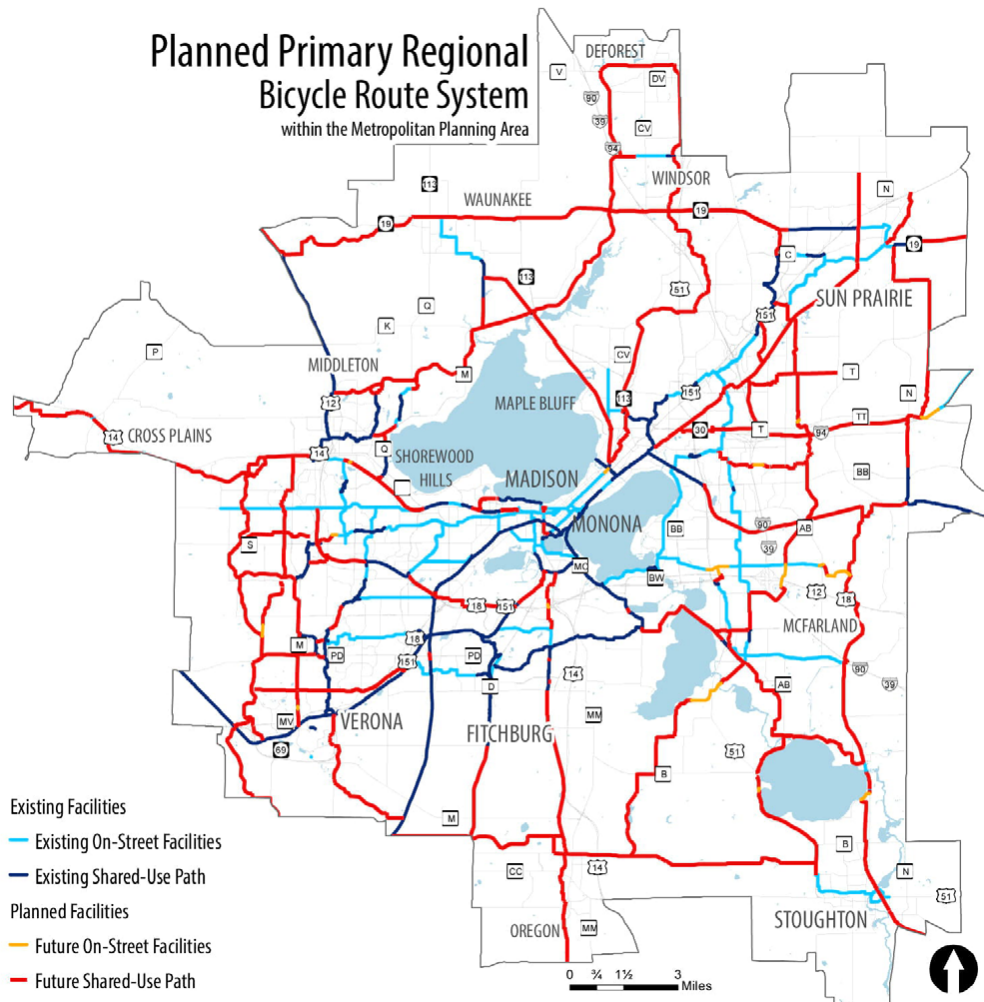 Planned Primary Regional
Bicycle Route System
within the Metropolitan Planning Area
DEFOREST
V
DV
90
39
CV
94
WINDSOR
113
WAUNAKEE
N
19
19
19
C
113
Q
51
SUN PRAIRIE
151
K
P
MIDDLETON
CV
M
T
151
12
MAPLE BLUFF
113
N
TT
14
CROSS PLAINS
30
T
94
14
Q
SHOREWOOD
HILLS
BB
MADISON
MONONA
BB
90
AB
S
39
MC
BW
12
18
18
151
MCFARLAND
M
PD
18
151
PD
90
14
39
D
AB
MV
VERONA
FITCHBURG
MM
69
51
B
M
B
CC
14
N
51
OREGON
MM
STOUGHTON
Existing Facilities
Existing On-Street Facilities
Existing Shared-Use Path
Planned Facilities
Future On-Street Facilities
Future Shared-Use Path
0 ¾ 1½ 3
Miles